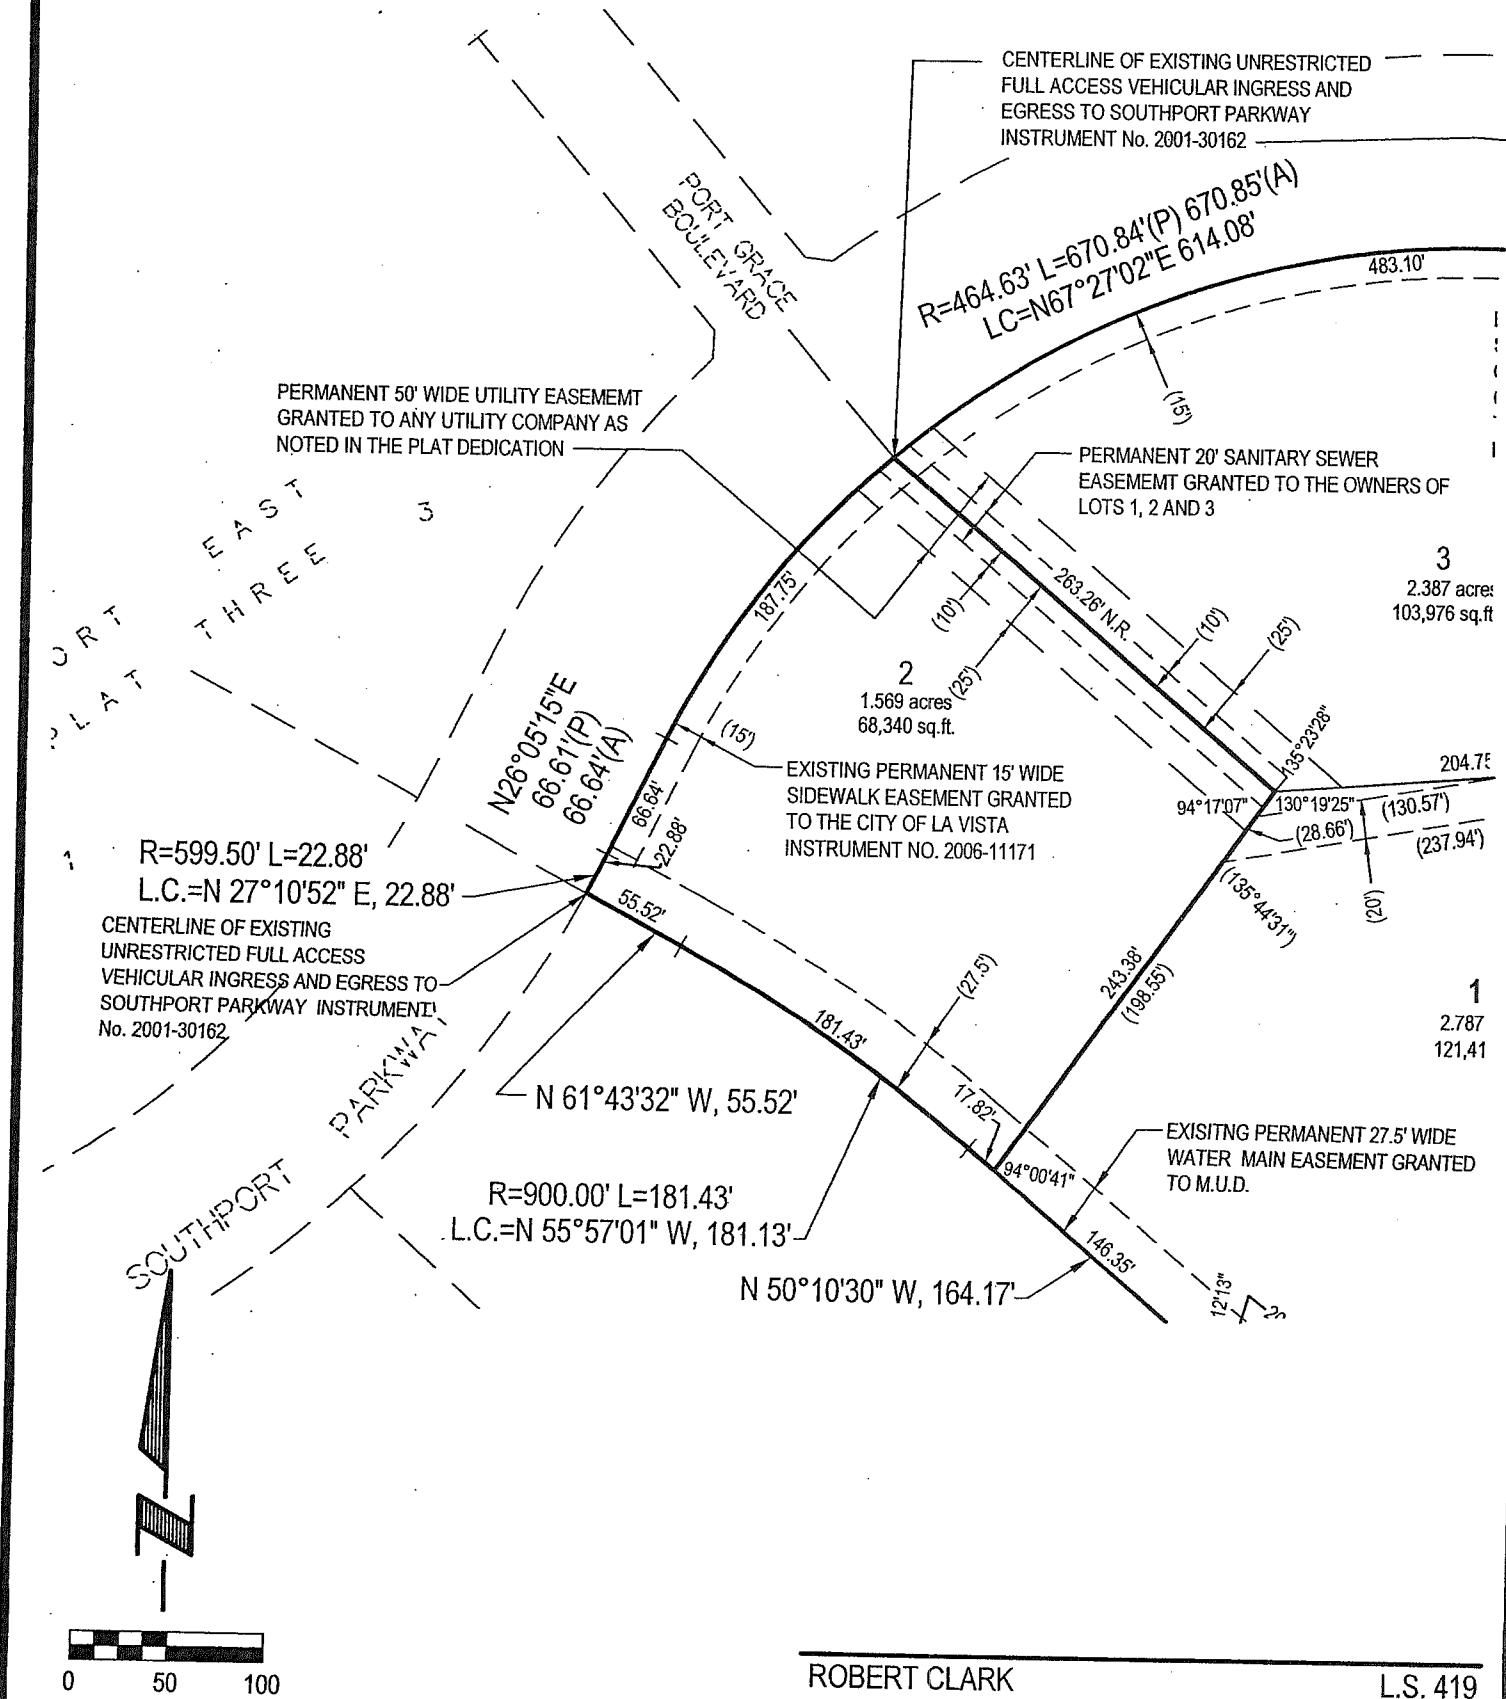 CENTERLINE OF EXISTING UNRESTRICTED
FULL ACCESS VEHICULAR INGRESS AND
EGRESS TO SOUTHPORT PARKWAY
INSTRUMENT No. 2001-30162
PORT GRACE
BOULEVARD
R=464.63' L=670.84'(P) 670.85'(A)
LC=N67°27'02"E 614.08'
483.10'
(15')
PERMANENT 50' WIDE UTILITY EASEMEMT
GRANTED TO ANY UTILITY COMPANY AS
NOTED IN THE PLAT DEDICATION
PERMANENT 20' SANITARY SEWER
EASEMEMT GRANTED TO THE OWNERS OF
LOTS 1, 2 AND 3
EAST
THREE
3
ORT
PLAT
187.75'
263.26' N.R.
(10')
(25')
(10')
(25')
3
2.387 acres
103,976 sq.ft
2
1.569 acres
68,340 sq.ft.
N26°05'15"E
66.61'(P)
66.64'(A)
(15')
66.64'
22.88'
EXISTING PERMANENT 15' WIDE
SIDEWALK EASEMENT GRANTED
TO THE CITY OF LA VISTA
INSTRUMENT NO. 2006-11171
135°23'28"
204.75
94°17'07"
130°19'25"
(130.57')
(28.66')
(237.94')
(135°44'31")
(20')
1
R=599.50' L=22.88'
L.C.=N 27°10'52" E, 22.88'
CENTERLINE OF EXISTING
UNRESTRICTED FULL ACCESS
VEHICULAR INGRESS AND EGRESS TO
SOUTHPORT PARKWAY INSTRUMENT
No. 2001-30162
55.52'
(27.5')
243.38'
(198.55')
1
2.787
121,41
181.43'
17.82'
N 61°43'32" W, 55.52'
94°00'41"
EXISITNG PERMANENT 27.5' WIDE
WATER MAIN EASEMENT GRANTED
TO M.U.D.
SOUTHPORT PARKWAY
R=900.00' L=181.43'
L.C.=N 55°57'01" W, 181.13'
146.35'
N 50°10'30" W, 164.17'
12'13"
0 50 100
ROBERT CLARK L.S. 419